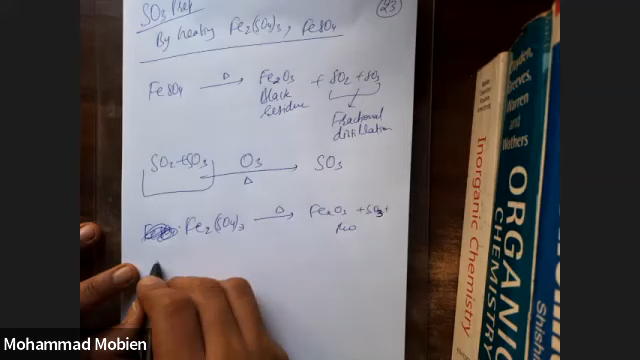 SO3 Prep
23
By heating Fe2(SO4)3, FeSO4
FeSO4 —Δ→ Fe2O3 + SO2 + SO3
Black
Residue
Fractional
distillation
SO2 + SO3 —O3 Δ→ SO3
Fe2(SO4)3 —Δ→ Fe2O3 + SO3 +
Inorganic Chemistry
Clayden, Greeves, Warren and Wothers
ORGANIC CHEMISTRY
Mohammad Mobien